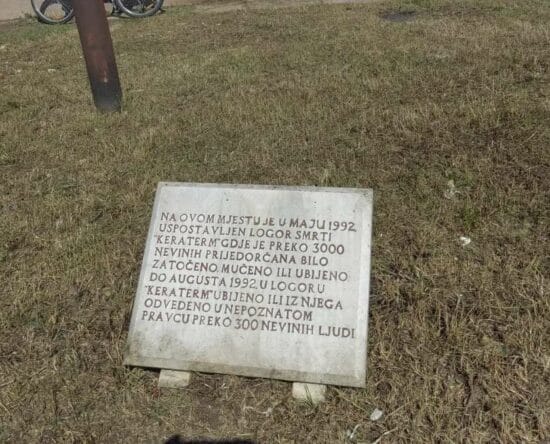 NA OVOM MJESTU JE U MAJU 1992,
USPOSTAVLJEN LOGOR SMRTI
"KERATERM" GDJE JE PREKO 3000
NEVINIH PRIJEDORČANA BILO
ZATOČENO, MUČENO ILI UBIJENO.
DO AUGUSTA 1992, U LOGORU
"KERATERM" UBIJENO ILI IZ NJEGA
ODVEDENO U NEPOZNATOM
PRAVCU PREKO 300 NEVINIH LJUDI